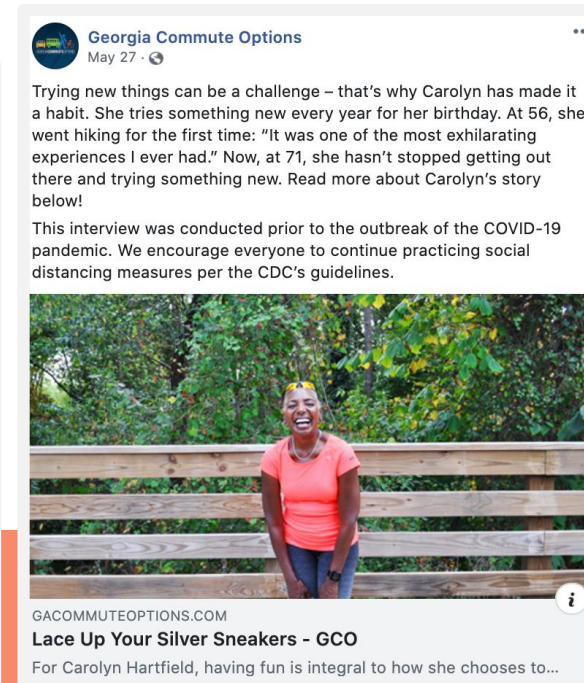 Georgia Commute Options
May 27 ·
Trying new things can be a challenge – that's why Carolyn has made it
a habit. She tries something new every year for her birthday. At 56, she
went hiking for the first time: “It was one of the most exhilarating
experiences I ever had.” Now, at 71, she hasn’t stopped getting out
there and trying something new. Read more about Carolyn’s story
below!
This interview was conducted prior to the outbreak of the COVID-19
pandemic. We encourage everyone to continue practicing social
distancing measures per the CDC’s guidelines.
GACOMMUTEOPTIONS.COM
Lace Up Your Silver Sneakers - GCO
For Carolyn Hartfield, having fun is integral to how she chooses to...